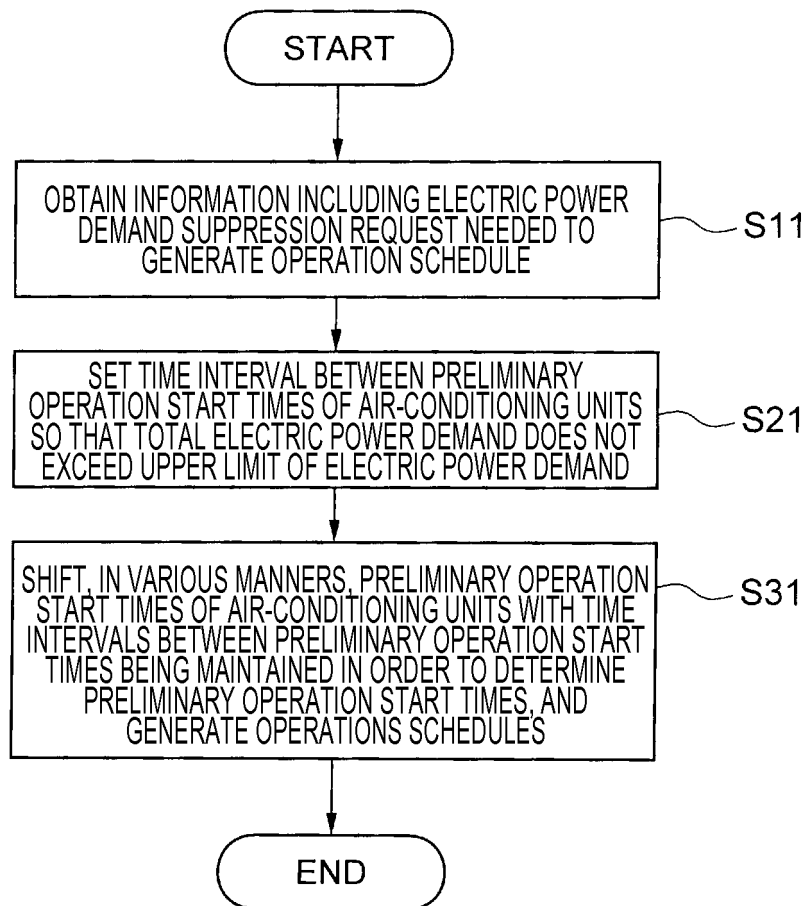 START
OBTAIN INFORMATION INCLUDING ELECTRIC POWER
DEMAND SUPPRESSION REQUEST NEEDED TO
GENERATE OPERATION SCHEDULE
S11
SET TIME INTERVAL BETWEEN PRELIMINARY
OPERATION START TIMES OF AIR-CONDITIONING UNITS
SO THAT TOTAL ELECTRIC POWER DEMAND DOES NOT
EXCEED UPPER LIMIT OF ELECTRIC POWER DEMAND
S21
SHIFT, IN VARIOUS MANNERS, PRELIMINARY OPERATION
START TIMES OF AIR-CONDITIONING UNITS WITH TIME
INTERVALS BETWEEN PRELIMINARY OPERATION START
TIMES BEING MAINTAINED IN ORDER TO DETERMINE
PRELIMINARY OPERATION START TIMES, AND
GENERATE OPERATIONS SCHEDULES
S31
END